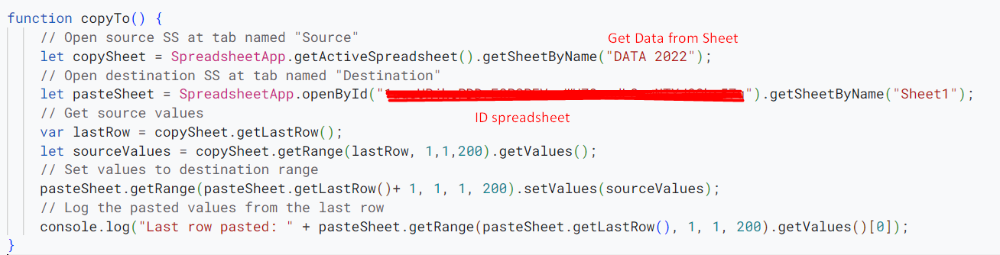 function copyTo() {
// Open source SS at tab named "Source"
Get Data from Sheet
let copySheet = SpreadsheetApp.getActiveSpreadsheet().getSheetByName("DATA 2022");
// Open destination SS at tab named "Destination"
let pasteSheet = SpreadsheetApp.openById(" ").getSheetByName("Sheet1");
// Get source values
ID spreadsheet
var lastRow = copySheet.getLastRow();
let sourceValues = copySheet.getRange(lastRow, 1,1,200).getValues();
// Set values to destination range
pasteSheet.getRange(pasteSheet.getLastRow()+ 1, 1, 1, 200).setValues(sourceValues);
// Log the pasted values from the last row
console.log("Last row pasted: " + pasteSheet.getRange(pasteSheet.getLastRow(), 1, 1, 200).getValues()[0]);
}